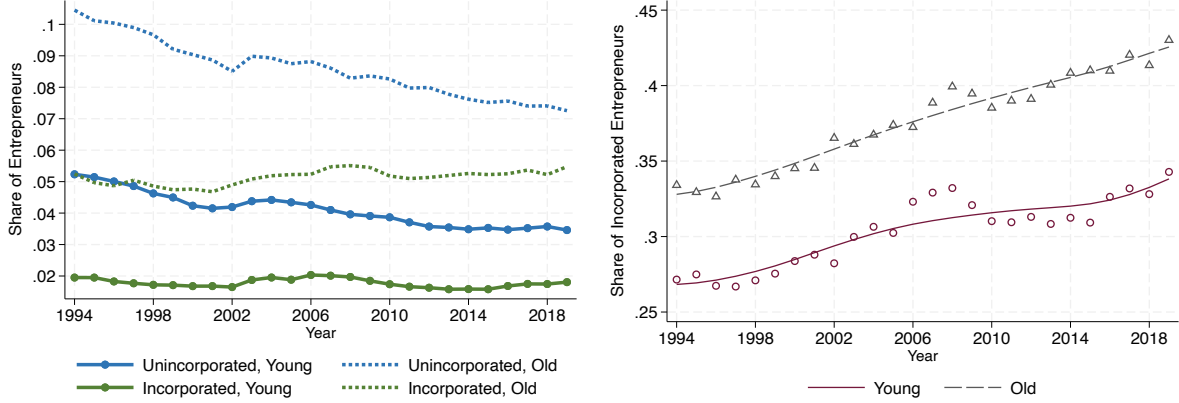 Share of Entrepreneurs
.1
.09
.08
.07
.06
.05
.04
.03
.02
1994
1998
2002
2006
2010
2014
2018
Year
Unincorporated, Young
Unincorporated, Old
Incorporated, Young
Incorporated, Old
Share of Incorporated Entrepreneurs
.45
.4
.35
.3
.25
1994
1998
2002
2006
2010
2014
2018
Year
Young
Old